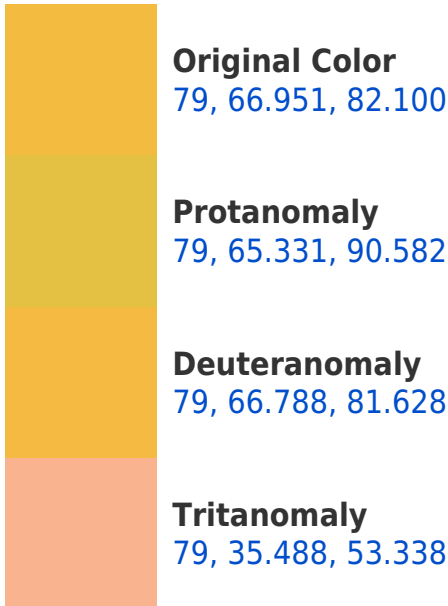 Original Color
79, 66.951, 82.100
Protanomaly
79, 65.331, 90.582
Deuteranomaly
79, 66.788, 81.628
Tritanomaly
79, 35.488, 53.338